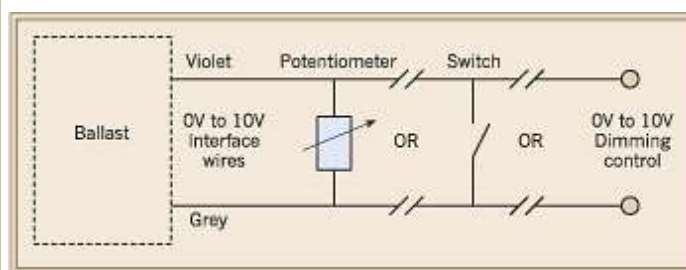 Violet
Potentiometer
Switch
Ballast
0V to 10V
Interface
wires
OR
OR
0V to 10V
Dimming
control
Grey